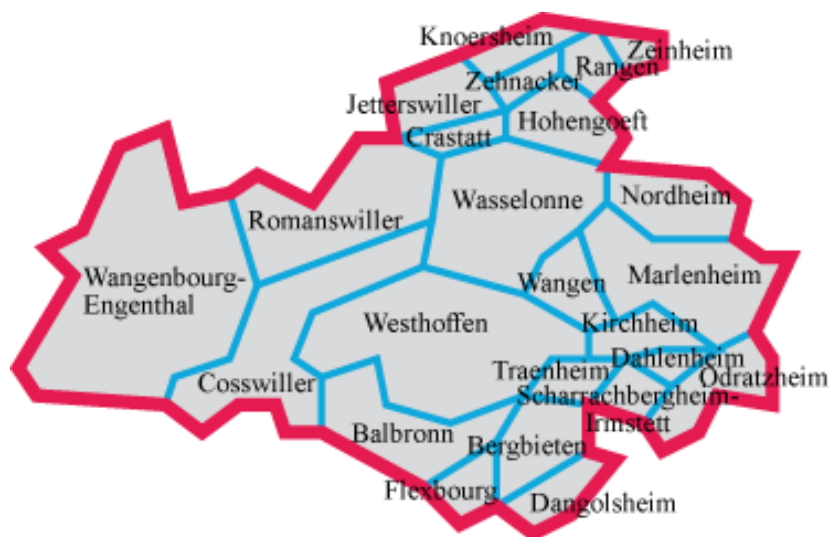 Knoersheim
Zeinheim
Rangen
Zehnacker
Jetterswiller
Hohengoeft
Crastatt
Nordheim
Wasselonne
Romanswiller
Wangenbourg-
Engenthal
Marlenheim
Wangen
Westhoffen
Kirchheim
Dahlenheim
Traenheim
Odratzheim
Cosswiller
Scharrachbergheim-
Irmstett
Balbronn
Bergbieten
Flexbourg
Dangolsheim